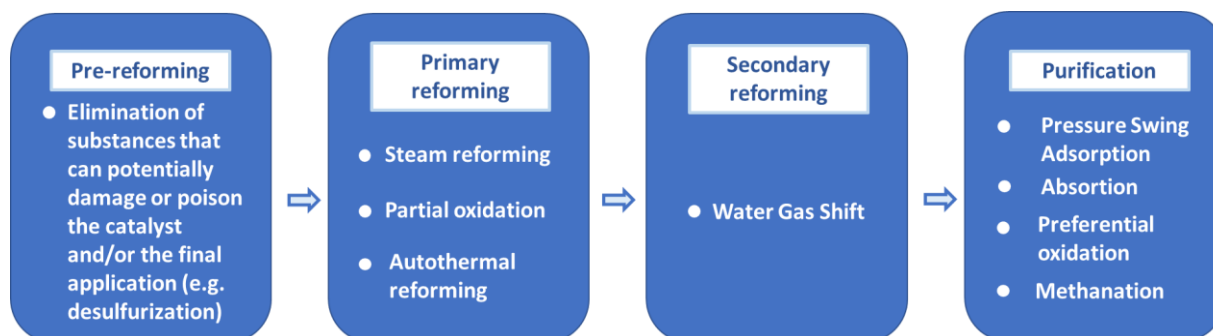 Pre-reforming
Elimination of
substances that
can potentially
damage or poison
the catalyst
and/or the final
application (e.g.
desulfurization)
Primary
reforming
Steam reforming
Partial oxidation
Autothermal
reforming
Secondary
reforming
Water Gas Shift
Purification
Pressure Swing
Adsorption
Absortion
Preferential
oxidation
Methanation